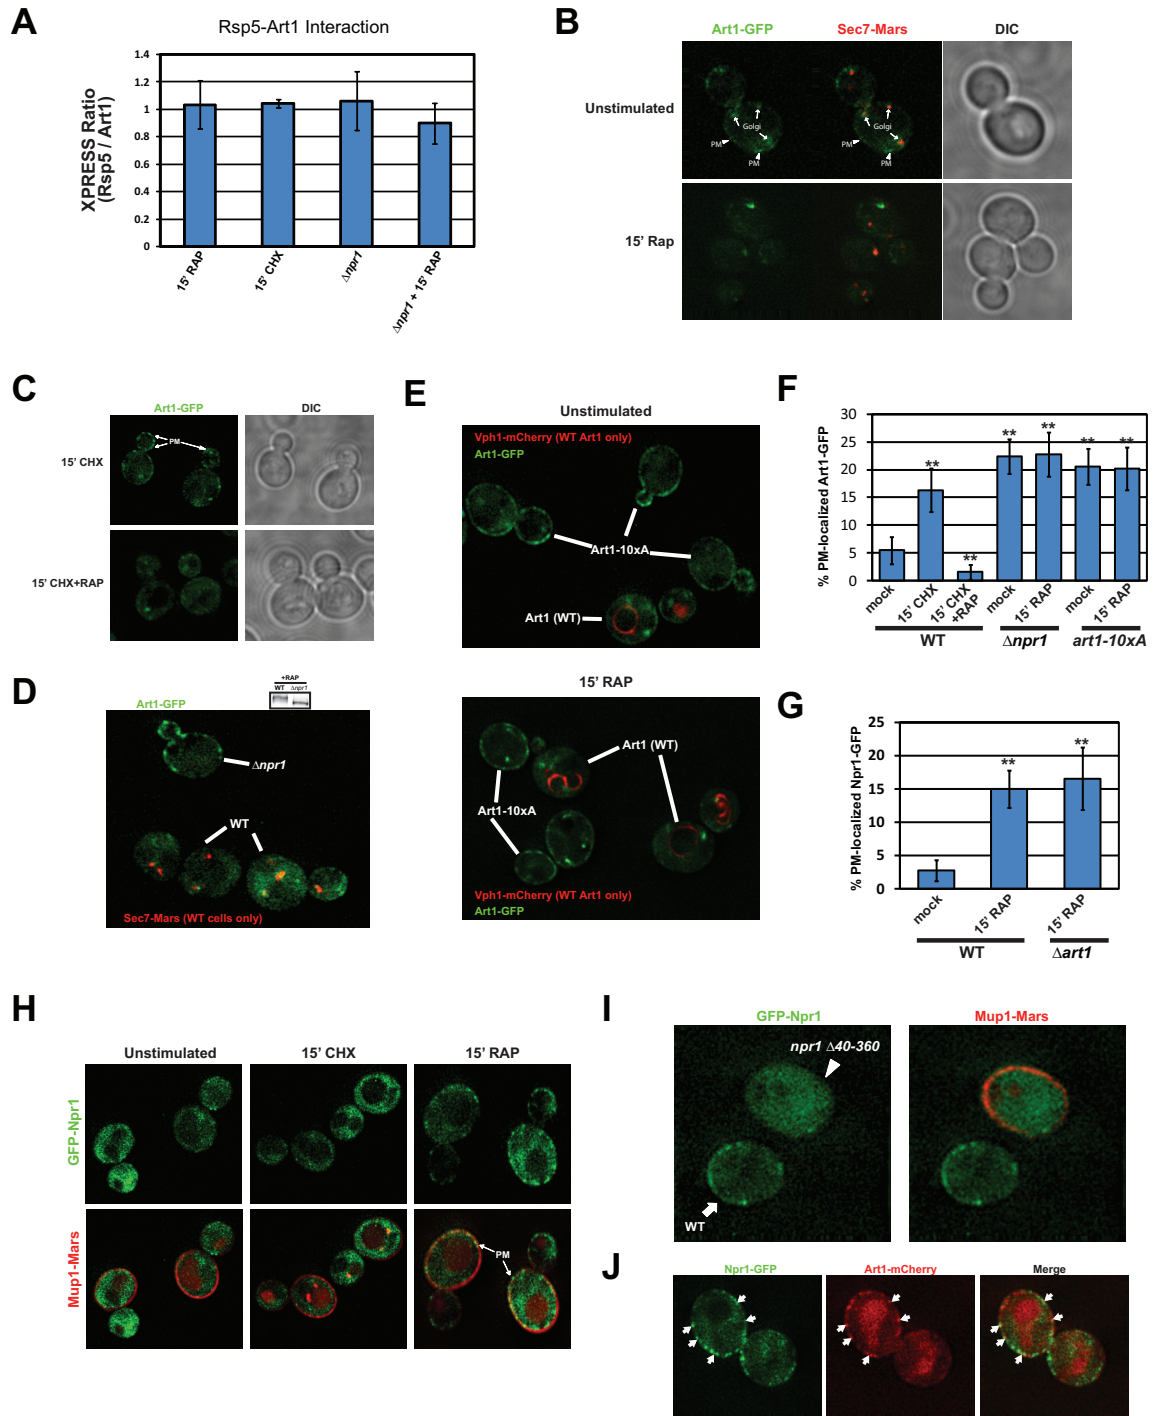 A
Rsp5-Art1 Interaction
XPRESS Ratio
(Rsp5 / Art1)
1.4
1.2
1
0.8
0.6
0.4
0.2
0
15' RAP
15' CHX
Δnpr1
Δnpr1 + 15' RAP
B
Art1-GFP
Sec7-Mars
DIC
Unstimulated
Golgi
PM
PM
Golgi
PM
PM
15' Rap
C
Art1-GFP
DIC
15' CHX
PM
15' CHX+RAP
D
+RAP
WT Δnpr1
Art1-GFP
Δnpr1
WT
Sec7-Mars (WT cells only)
E
Unstimulated
Vph1-mCherry (WT Art1 only)
Art1-GFP
Art1-10xA
Art1 (WT)
15' RAP
Art1 (WT)
Art1-10xA
Vph1-mCherry (WT Art1 only)
Art1-GFP
F
% PM-localized Art1-GFP
30
25
20
15
10
5
0
**
**
**
**
**
**
mock
15' CHX
15' CHX
+RAP
mock
15' RAP
mock
15' RAP
WT
Δnpr1
art1-10xA
G
% PM-localized Npr1-GFP
25
20
15
10
5
0
**
**
mock
15' RAP
15' RAP
WT
Δart1
H
Unstimulated
15' CHX
15' RAP
GFP-Npr1
Mup1-Mars
PM
I
GFP-Npr1
Mup1-Mars
npr1 Δ40-360
WT
J
Npr1-GFP
Art1-mCherry
Merge